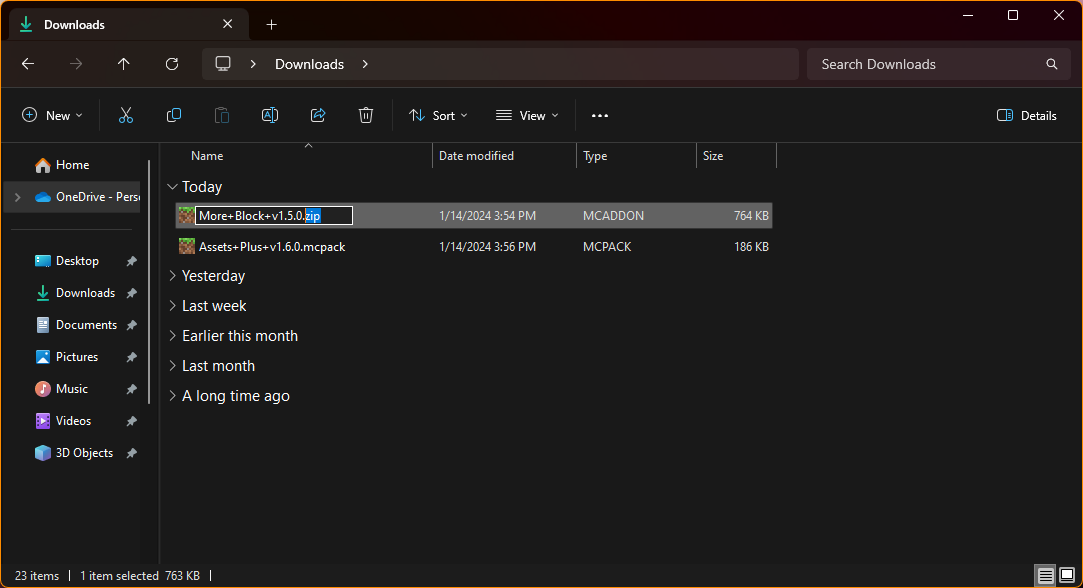 Downloads
Downloads
Search Downloads
New
Sort
View
Details
Home
OneDrive - Pers
Desktop
Downloads
Documents
Pictures
Music
Videos
3D Objects
Name Date modified Type Size
Today
More+Block+v1.5.0.zip 1/14/2024 3:54 PM MCADDON 764 KB
Assets+Plus+v1.6.0.mcpack 1/14/2024 3:56 PM MCPACK 186 KB
Yesterday
Last week
Earlier this month
Last month
A long time ago
23 items 1 item selected 763 KB